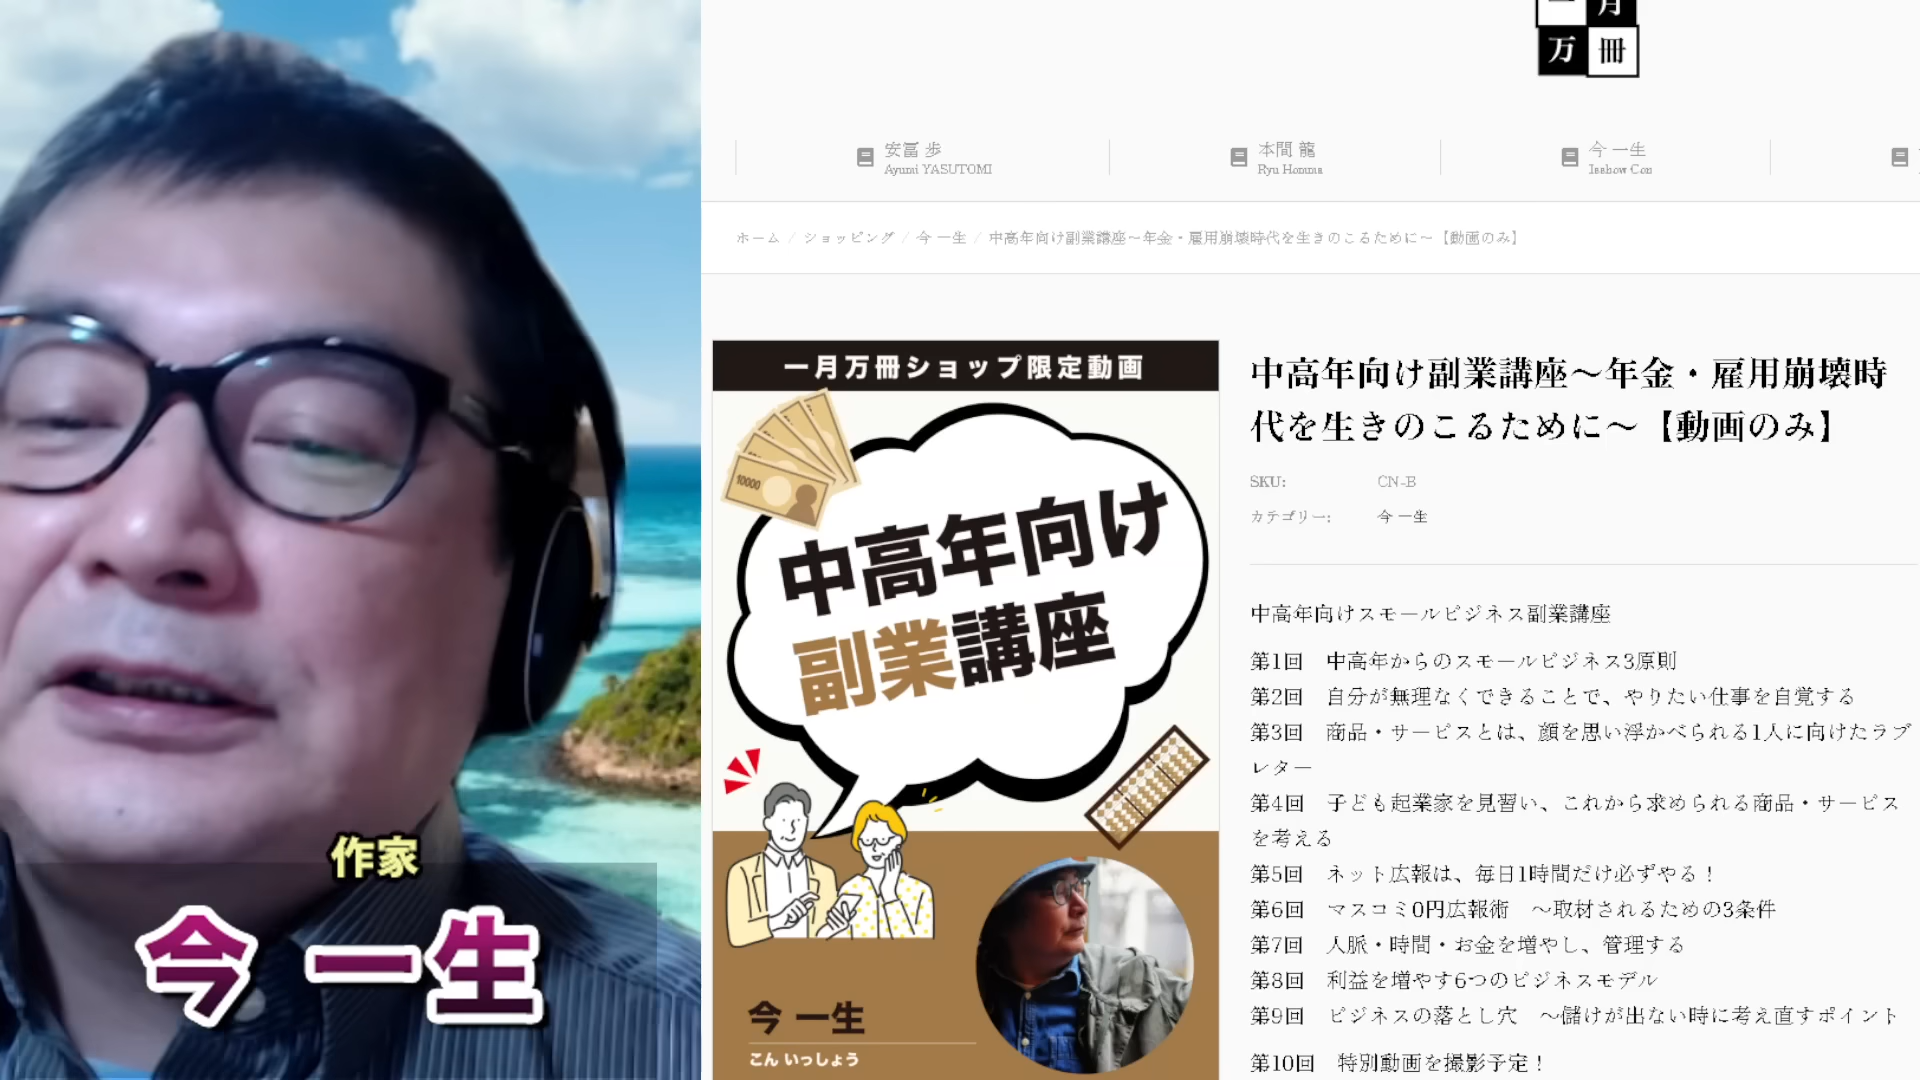 作家
今 一生
一月
万冊
安冨 歩
Ayumi YASUTOMI
本間 龍
Ryu Homma
今 一生
Isshow Con
ホーム / ショッピング / 今 一生 / 中高年向け副業講座～年金・雇用崩壊時代を生きのこるために～【動画のみ】
一月万冊ショップ限定動画
10000
中高年向け
副業講座
今 一生
こん いっしょう
中高年向け副業講座～年金・雇用崩壊時
代を生きのこるために～【動画のみ】
SKU: CN-B
カテゴリー: 今 一生
中高年向けスモールビジネス副業講座
第1回 中高年からのスモールビジネス3原則
第2回 自分が無理なくできることで、やりたい仕事を自覚する
第3回 商品・サービスとは、顔を思い浮かべられる1人に向けたラブ
レター
第4回 子ども起業家を見習い、これから求められる商品・サービス
を考える
第5回 ネット広報は、毎日1時間だけ必ずやる！
第6回 マスコミ0円広報術 ～取材されるための3条件
第7回 人脈・時間・お金を増やし、管理する
第8回 利益を増やす6つのビジネスモデル
第9回 ビジネスの落とし穴 ～儲けが出ない時に考え直すポイント
第10回 特別動画を撮影予定！